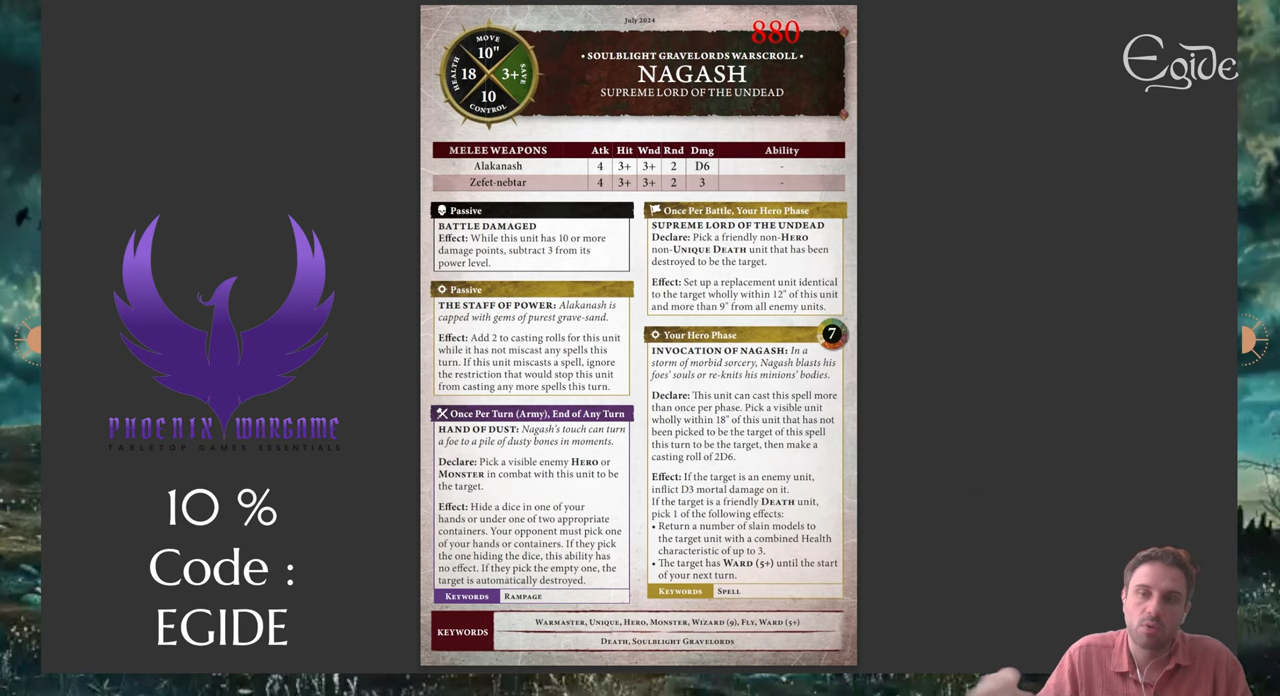 July 2024
880
• SOULBLIGHT GRAVELORDS WARSCROLL •
NAGASH
SUPREME LORD OF THE UNDEAD
MOVE
10"
HEALTH
18
3+
SAVE
10
CONTROL
Egide
MELEE WEAPONS Atk Hit Wnd Rnd Dmg Ability
Alakanash 4 3+ 3+ 2 D6 -
Zefet-nebtar 4 3+ 3+ 2 3 -
Passive
BATTLE DAMAGED
Effect: While this unit has 10 or more
damage points, subtract 3 from its
power level.
Passive
THE STAFF OF POWER: Alakanash is
capped with gems of purest grave-sand.
Effect: Add 2 to casting rolls for this unit
while it has not miscast any spells this
turn. If this unit miscasts a spell, ignore
the restriction that would stop this unit
from casting any more spells this turn.
Once Per Turn (Army), End of Any Turn
HAND OF DUST: Nagash's touch can turn
a foe to a pile of dusty bones in moments.
Declare: Pick a visible enemy HERO or
MONSTER in combat with this unit to be
the target.
Effect: Hide a dice in one of your
hands or under one of two appropriate
containers. Your opponent must pick one
of your hands or containers. If they pick
the one hiding the dice, this ability has
no effect. If they pick the empty one, the
target is automatically destroyed.
KEYWORDS RAMPAGE
Once Per Battle, Your Hero Phase
SUPREME LORD OF THE UNDEAD
Declare: Pick a friendly non-HERO
non-UNIQUE DEATH unit that has been
destroyed to be the target.
Effect: Set up a replacement unit identical
to the target wholly within 12" of this unit
and more than 9" from all enemy units.
Your Hero Phase
7
INVOCATION OF NAGASH: In a
storm of morbid sorcery, Nagash blasts his
foes' souls or re-knits his minions' bodies.
Declare: This unit can cast this spell more
than once per phase. Pick a visible unit
wholly within 18" of this unit that has not
been picked to be the target of this spell
this turn to be the target, then make a
casting roll of 2D6.
Effect: If the target is an enemy unit,
inflict D3 mortal damage on it.
If the target is a friendly DEATH unit,
pick 1 of the following effects:
• Return a number of slain models to
the target unit with a combined Health
characteristic of up to 3.
• The target has WARD (5+) until the start
of your next turn.
KEYWORDS SPELL
KEYWORDS
WARMASTER, UNIQUE, HERO, MONSTER, WIZARD (9), FLY, WARD (5+)
DEATH, SOULBLIGHT GRAVELORDS
PHOENIX WARGAME
TABLETOP GAMES ESSENTIALS
10 %
Code :
EGIDE